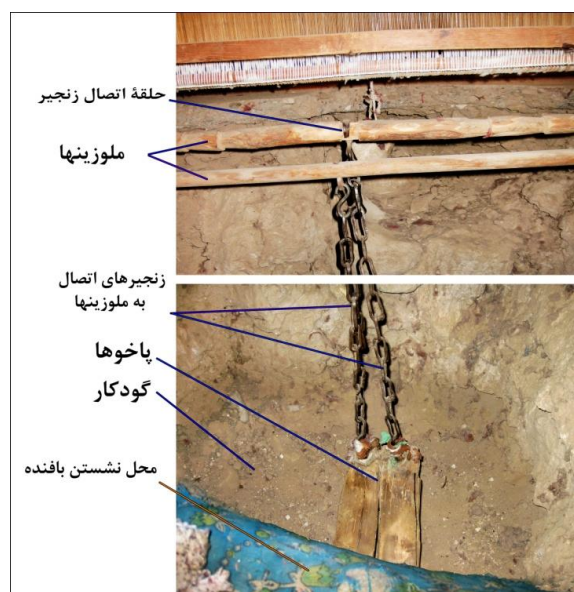 حلقهٔ اتصال زنجیر
ملوزینها
زنجیرهای اتصال
به ملوزینها
پاخوها
گودکار
محل نشستن بافنده